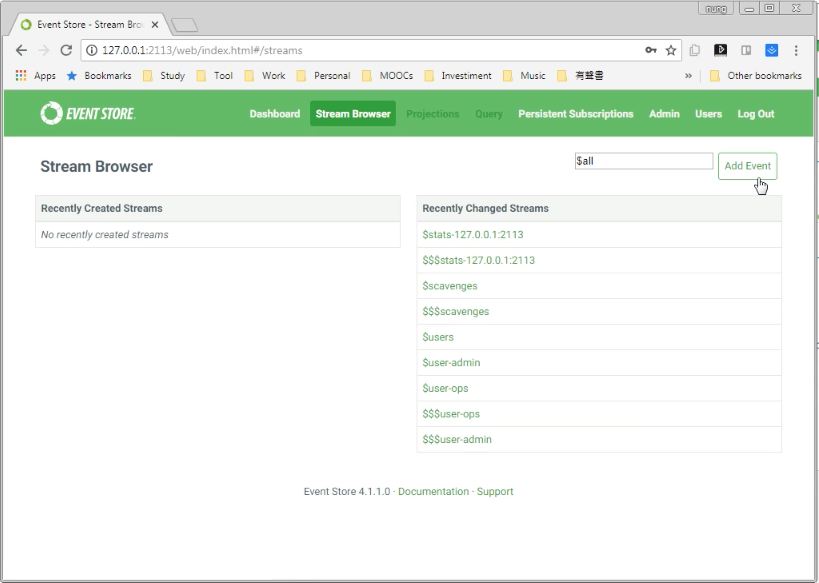 nung
Event Store - Stream Bro
127.0.0.1:2113/web/index.html#/streams
Apps Bookmarks Study Tool Work Personal MOOCs Investiment Music 有聲書 » Other bookmarks
EVENT STORE Dashboard Stream Browser Projections Query Persistent Subscriptions Admin Users Log Out
Stream Browser
$all
Add Event
Recently Created Streams
No recently created streams
Recently Changed Streams
$stats-127.0.0.1:2113
$$$stats-127.0.0.1:2113
$scavenges
$$$scavenges
$users
$user-admin
$user-ops
$$$user-ops
$$$user-admin
Event Store 4.1.1.0 · Documentation · Support